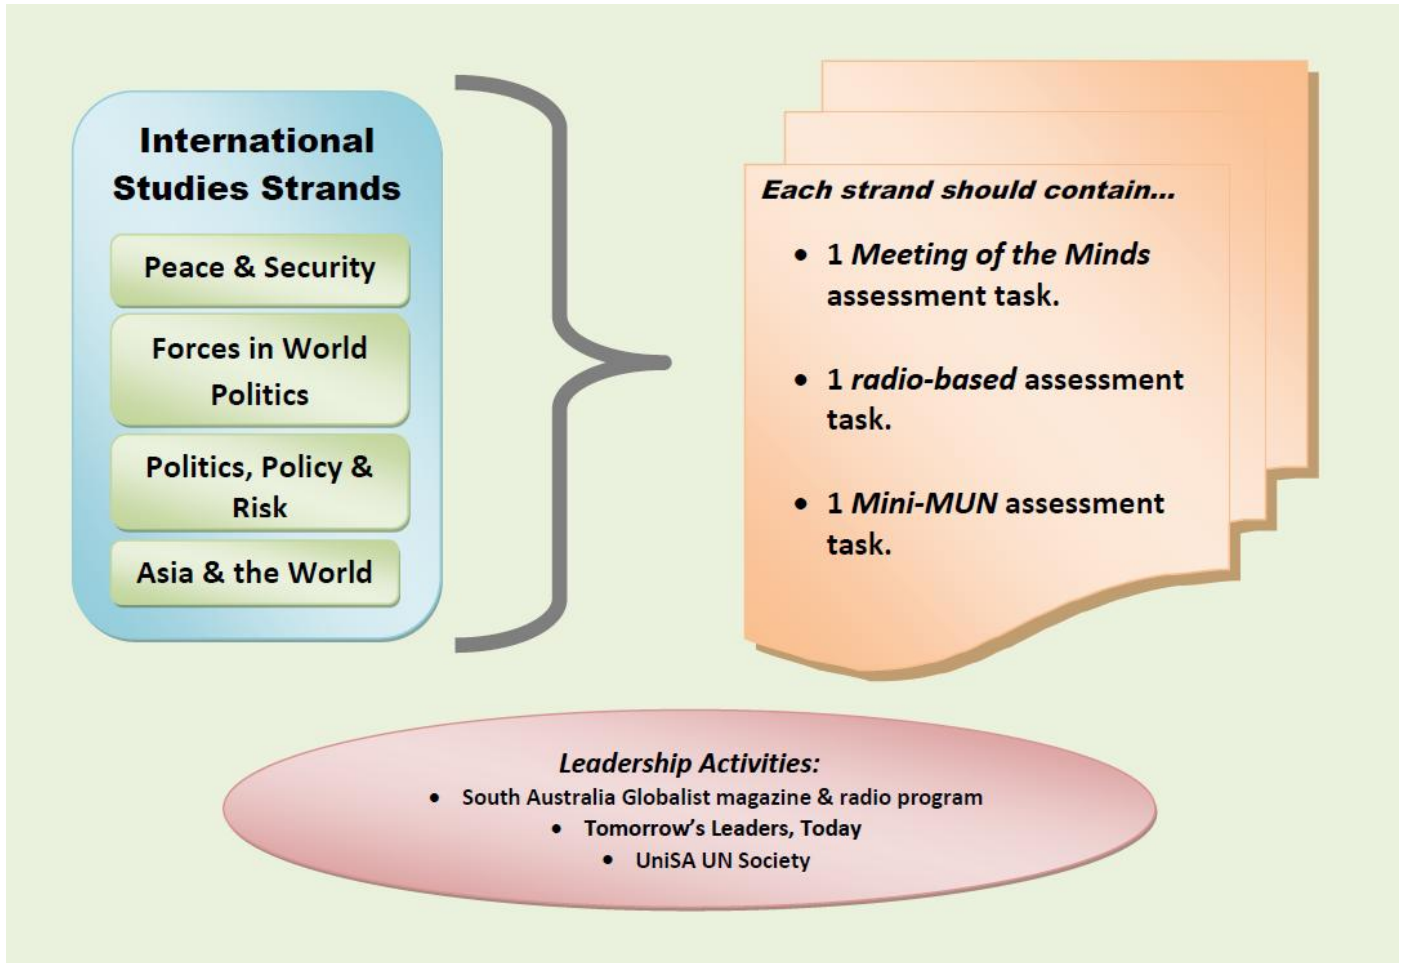 International
Studies Strands
Peace & Security
Forces in World
Politics
Politics, Policy &
Risk
Asia & the World
Each strand should contain...
• 1 Meeting of the Minds
assessment task.
• 1 radio-based assessment
task.
• 1 Mini-MUN assessment
task.
Leadership Activities:
• South Australia Globalist magazine & radio program
• Tomorrow’s Leaders, Today
• UniSA UN Society